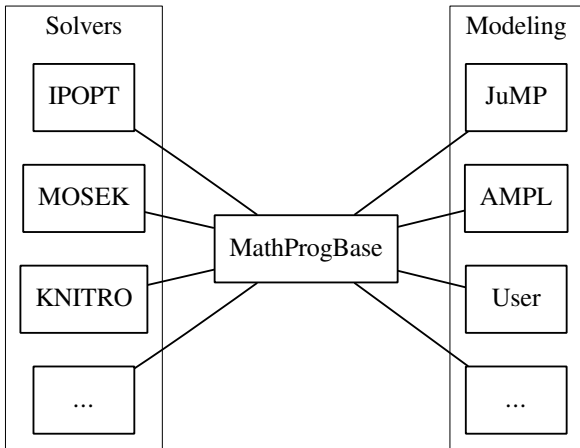 Solvers
IPOPT
MOSEK
KNITRO
...
MathProgBase
Modeling
JuMP
AMPL
User
...